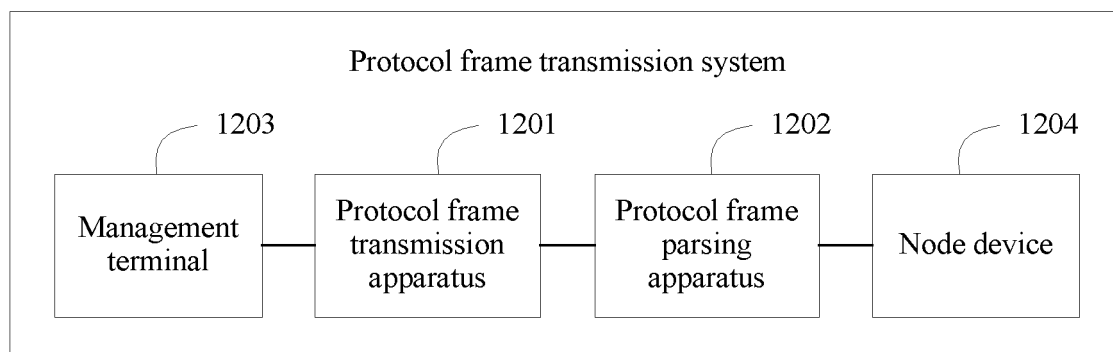 Protocol frame transmission system
1203
1201
1202
1204
Management
terminal
Protocol frame
transmission
apparatus
Protocol frame
parsing
apparatus
Node device